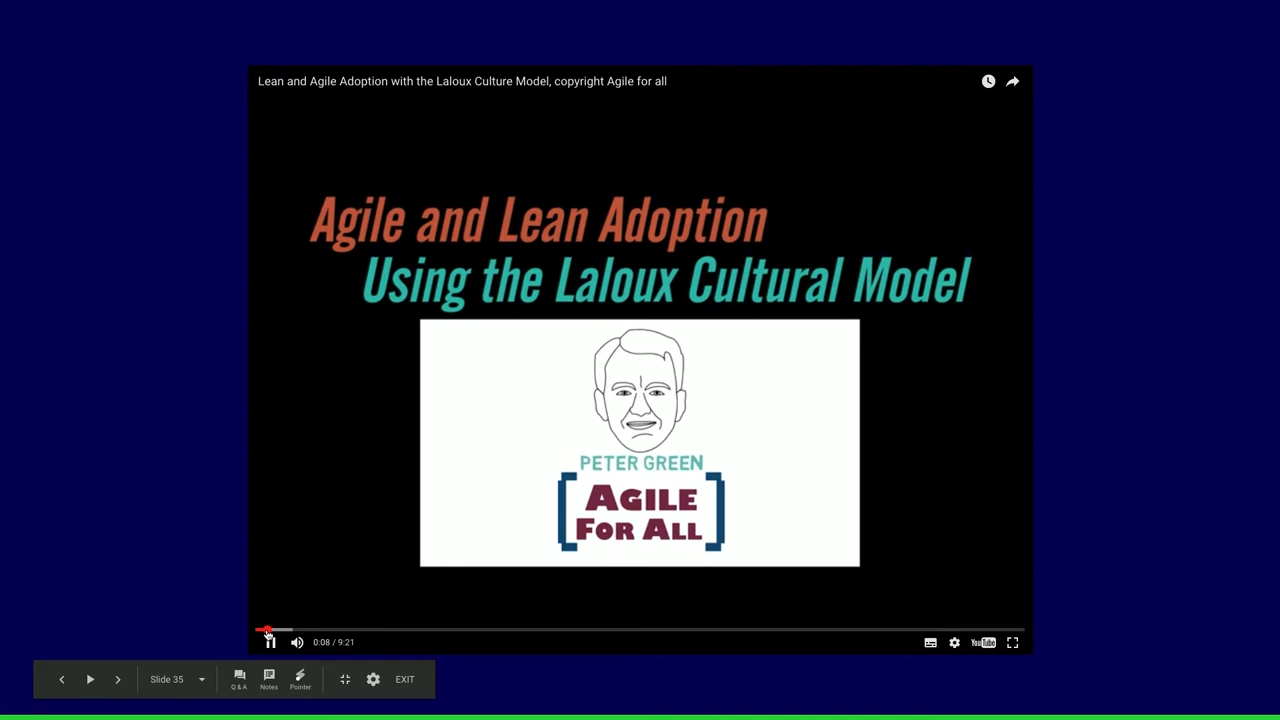 Lean and Agile Adoption with the Laloux Culture Model, copyright Agile for all
Agile and Lean Adoption
Using the Laloux Cultural Model
PETER GREEN
AGILE
FOR ALL
0:08 / 9:21
YouTube
Slide 35
Q & A
Notes
Pointer
EXIT